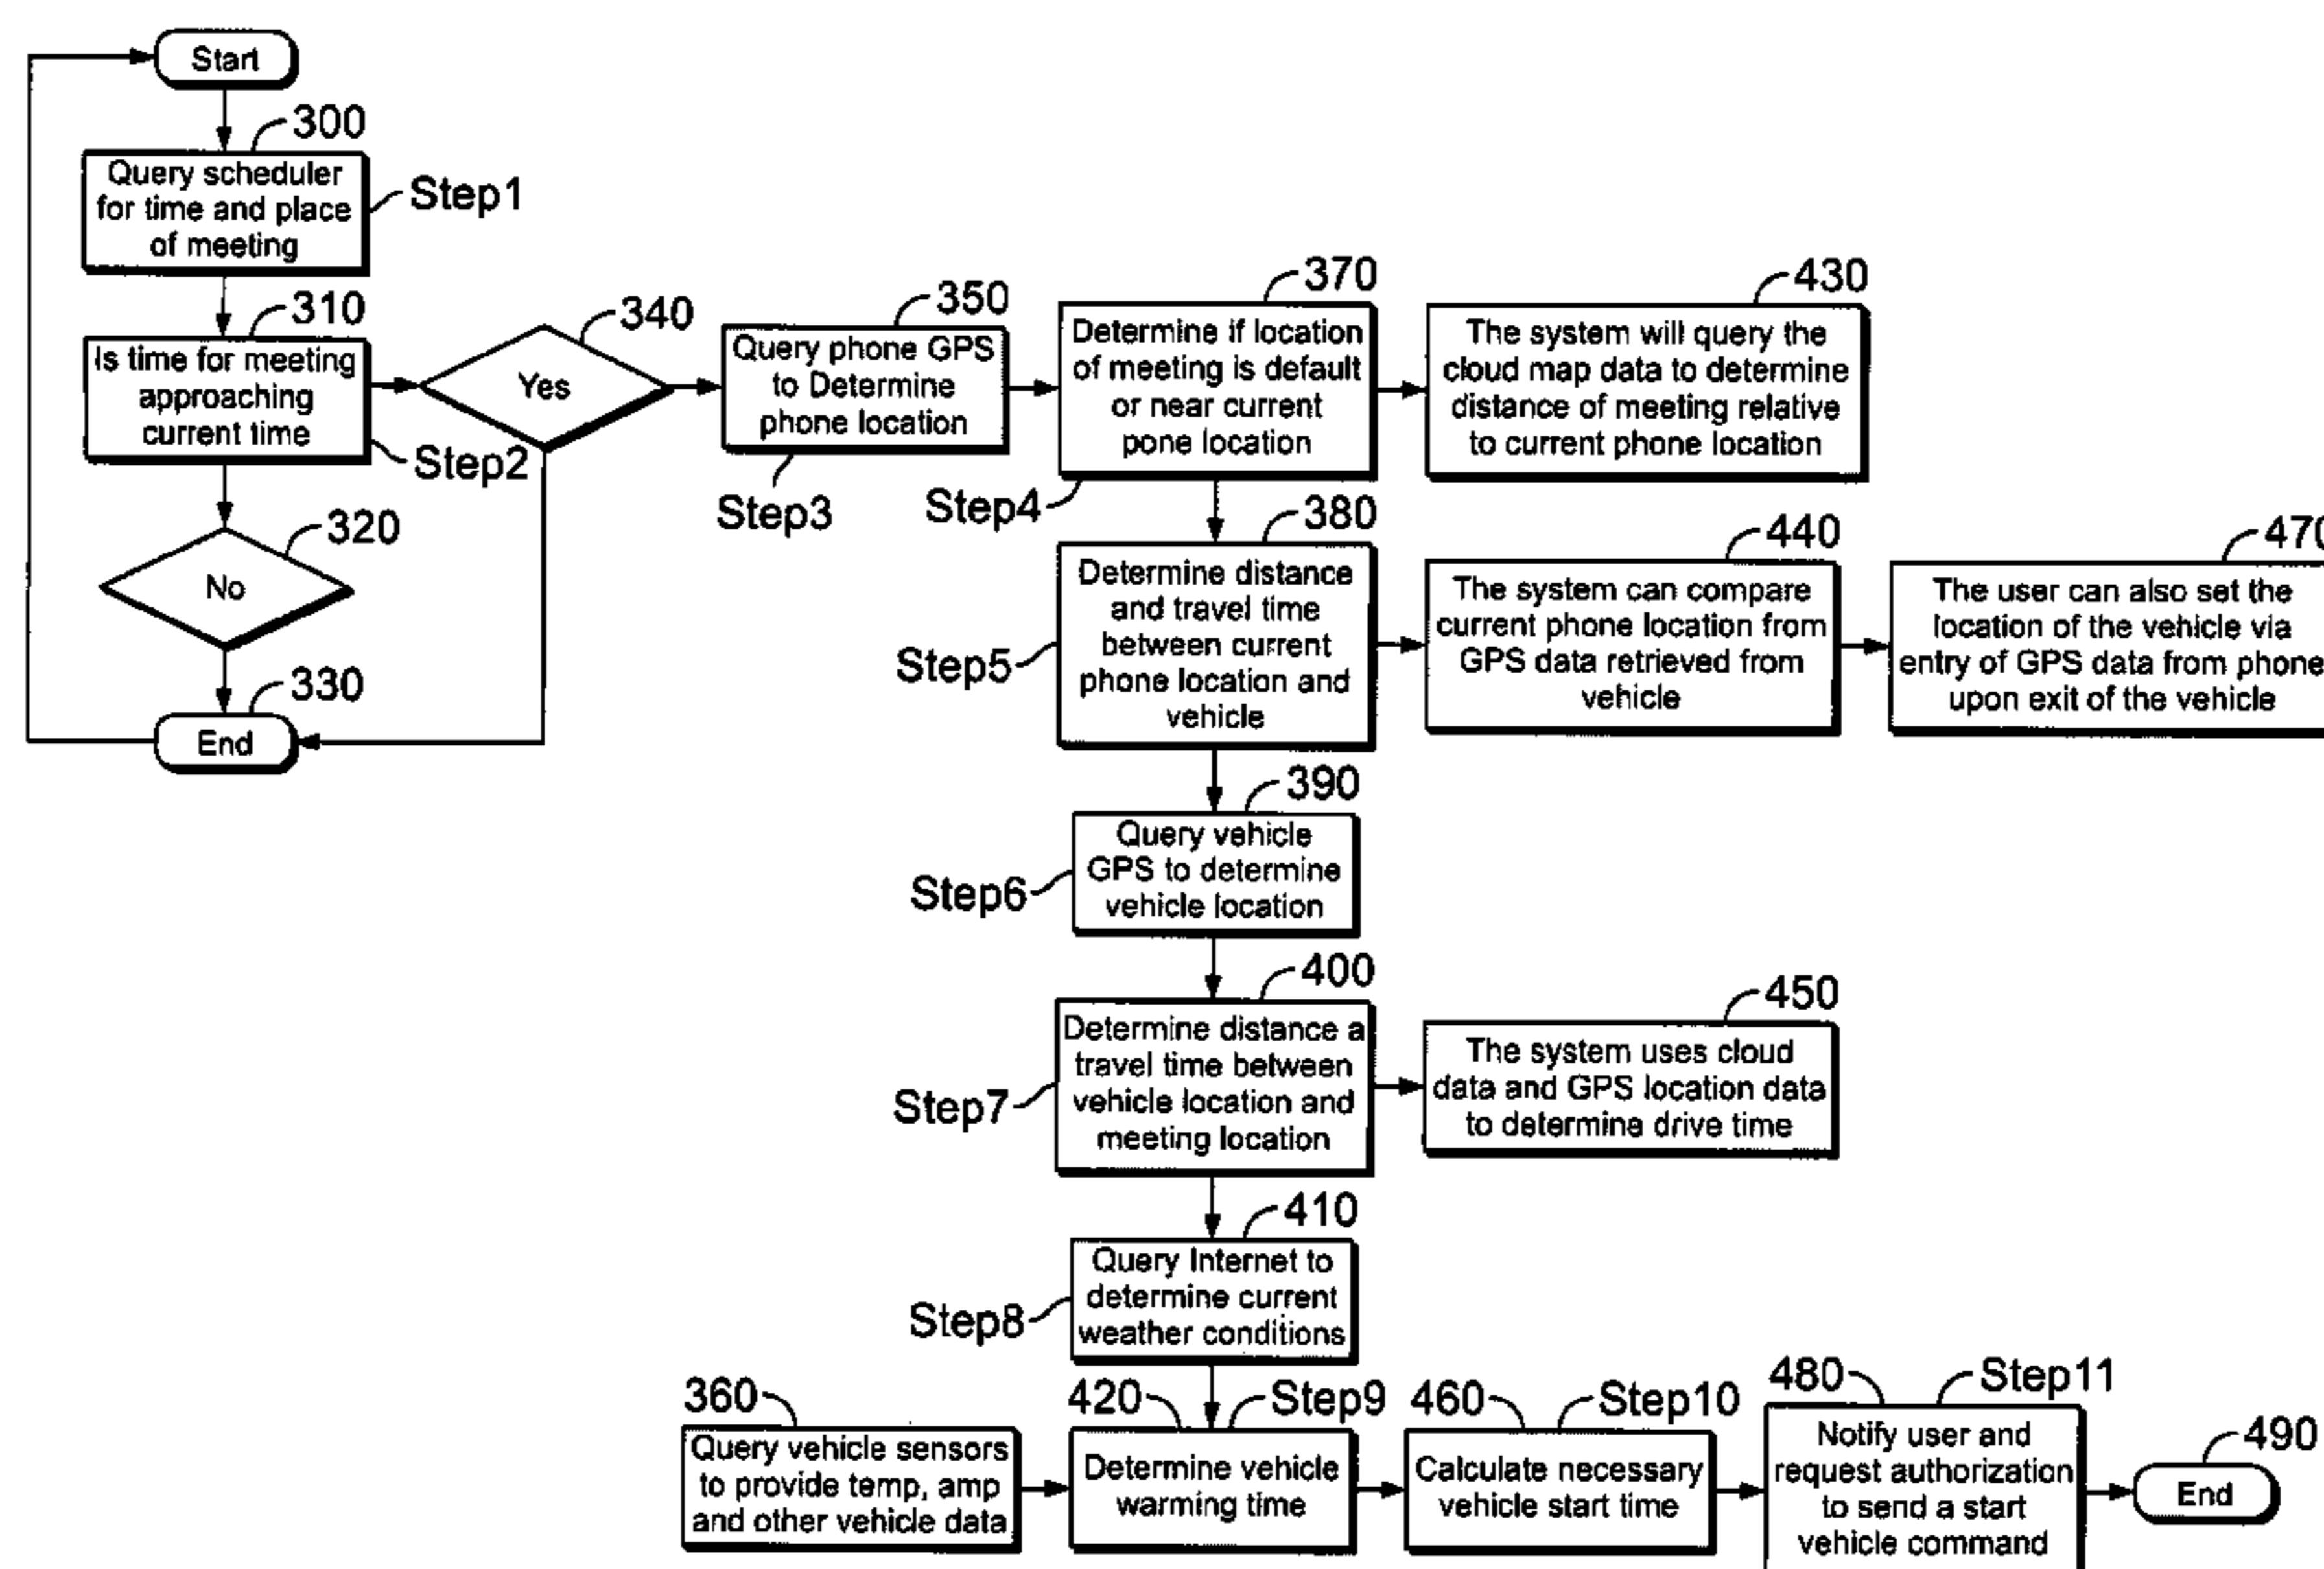 Start
300
Query scheduler
for time and place
of meeting
Step1
310
Is time for meeting
approaching
current time
Step2
320
No
330
End
340
Yes
350
Query phone GPS
to Determine
phone location
Step3
370
Determine if location
of meeting is default
or near current
pone location
Step4
430
The system will query the
cloud map data to determine
distance of meeting relative
to current phone location
380
Determine distance
and travel time
between current
phone location and
vehicle
Step5
440
The system can compare
current phone location from
GPS data retrieved from
vehicle
470
The user can also set the
location of the vehicle via
entry of GPS data from phone
upon exit of the vehicle
390
Query vehicle
GPS to determine
vehicle location
Step6
400
Determine distance a
travel time between
vehicle location and
meeting location
Step7
450
The system uses cloud
data and GPS location data
to determine drive time
410
Query Internet to
determine current
weather conditions
Step8
360
Query vehicle sensors
to provide temp, amp
and other vehicle data
420
Step9
Determine vehicle
warming time
460
Step10
Calculate necessary
vehicle start time
480
Step11
Notify user and
request authorization
to send a start
vehicle command
490
End